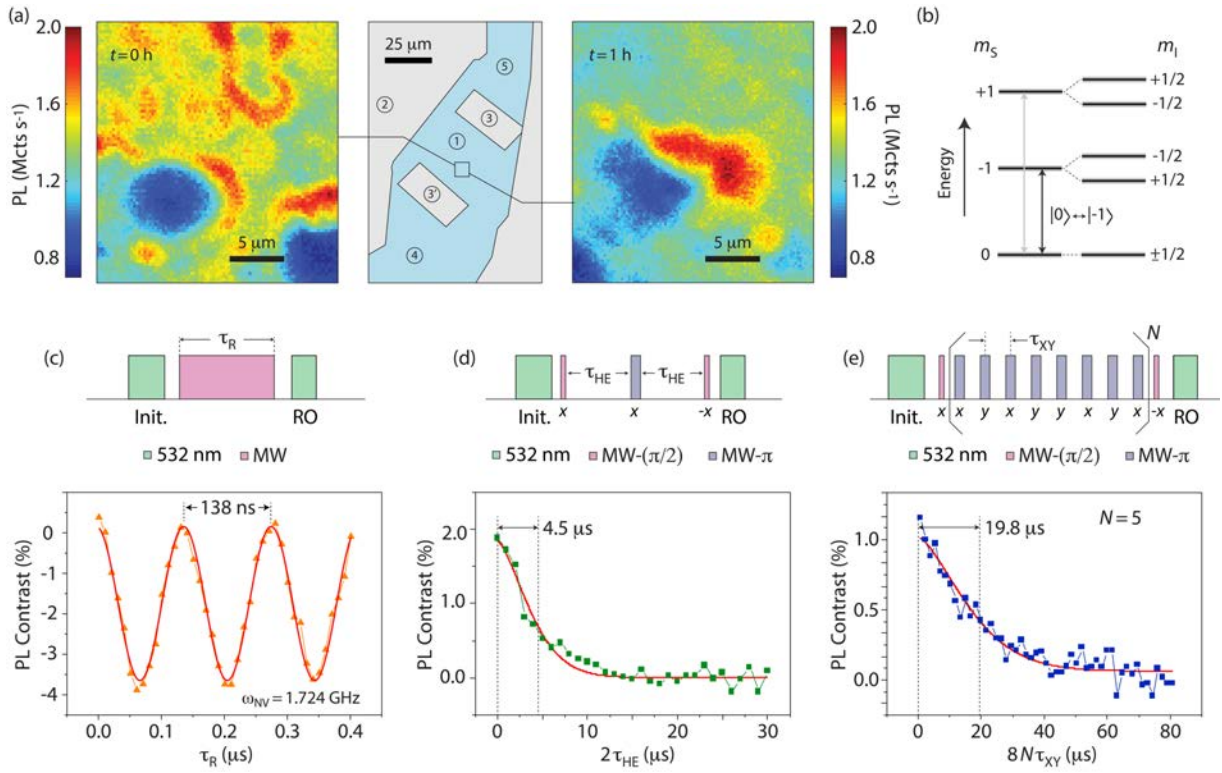 (a)
2.0
1.6
1.2
0.8
PL (Mcts s⁻¹)
t=0 h
5 μm
25 μm
①
②
③
③'
④
⑤
t=1 h
5 μm
2.0
1.6
1.2
0.8
PL (Mcts s⁻¹)
(b)
mS
mI
+1
-1
0
Energy
|0⟩↔|-1⟩
+1/2
-1/2
-1/2
+1/2
±1/2
(c)
τR
Init.
RO
532 nm
MW
PL Contrast (%)
0
-1
-2
-3
-4
138 ns
ωNV = 1.724 GHz
0.0 0.1 0.2 0.3 0.4
τR (μs)
(d)
τHE
τHE
Init. x x -x RO
532 nm
MW-(π/2)
MW-π
PL Contrast (%)
2.0
1.0
0.0
4.5 μs
0 5 10 15 20 25 30
2τHE (μs)
(e)
τXY
N
Init. x x y x y y x y x -x RO
532 nm
MW-(π/2)
MW-π
PL Contrast (%)
1.0
0.5
0.0
19.8 μs
N=5
0 20 40 60 80
8NτXY (μs)